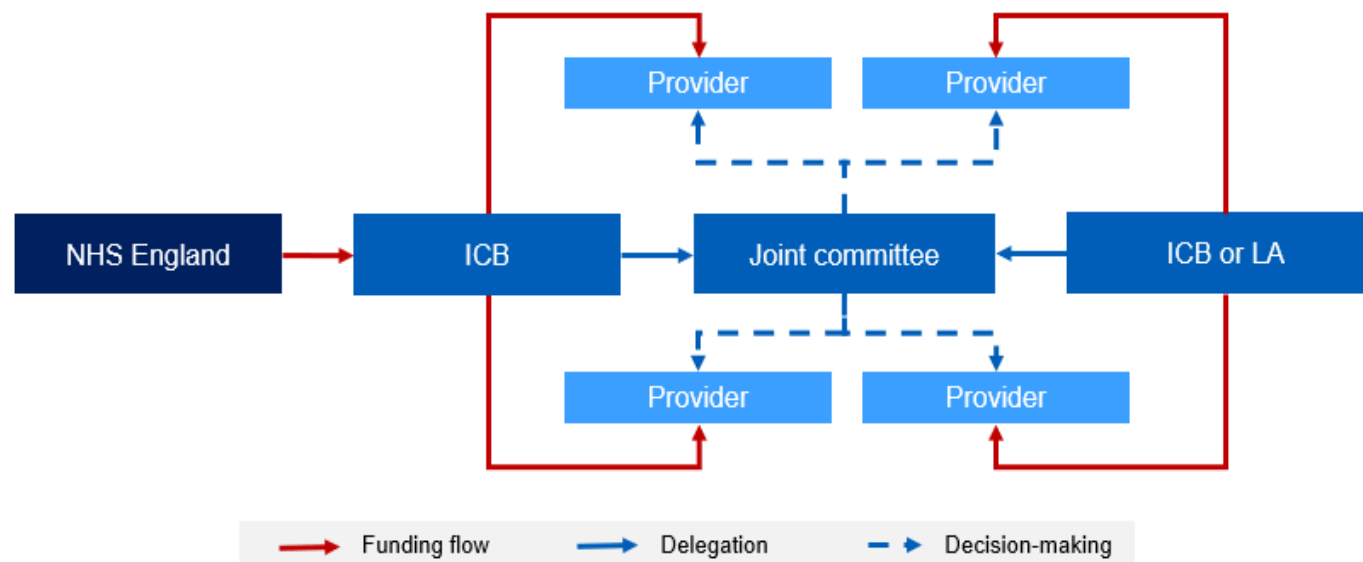 Provider
Provider
NHS England
ICB
Joint committee
ICB or LA
Provider
Provider
Funding flow
Delegation
Decision-making